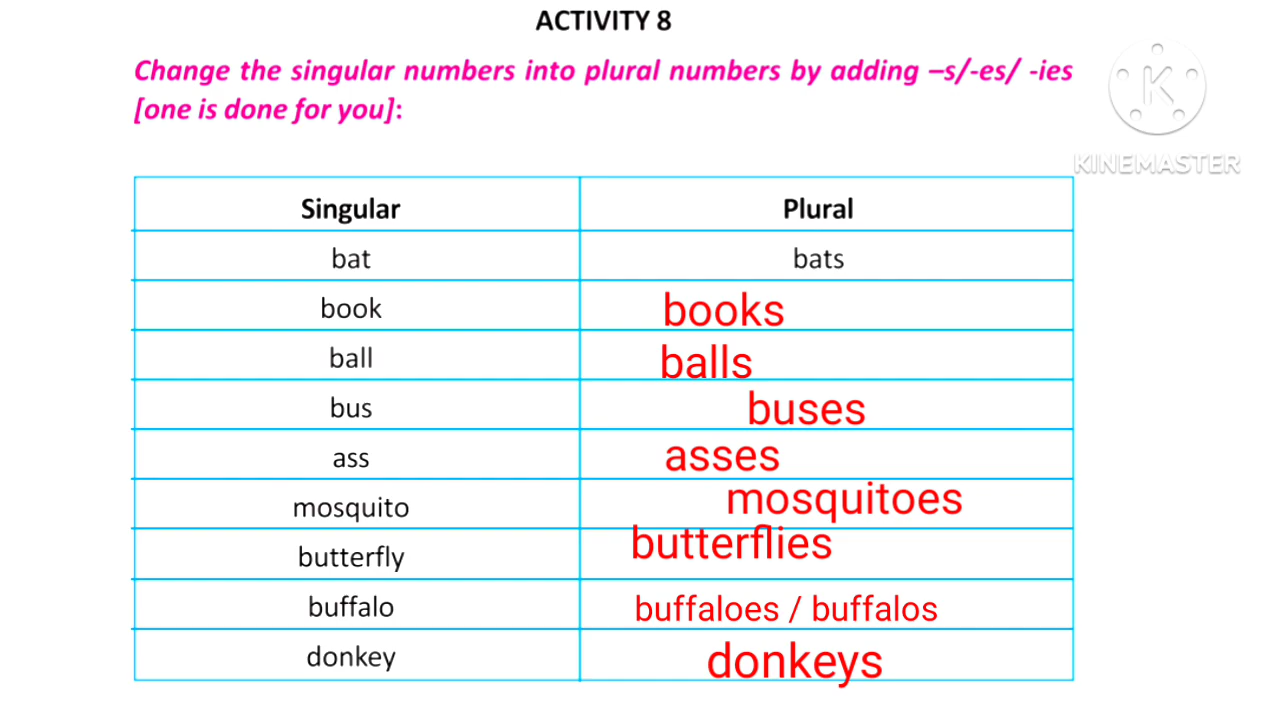 ACTIVITY 8
Change the singular numbers into plural numbers by adding –s/-es/ -ies
[one is done for you]:
K
KINEMASTER
Singular Plural
bat bats
book books
ball balls
bus buses
ass asses
mosquito mosquitoes
butterfly butterflies
buffalo buffaloes / buffalos
donkey donkeys